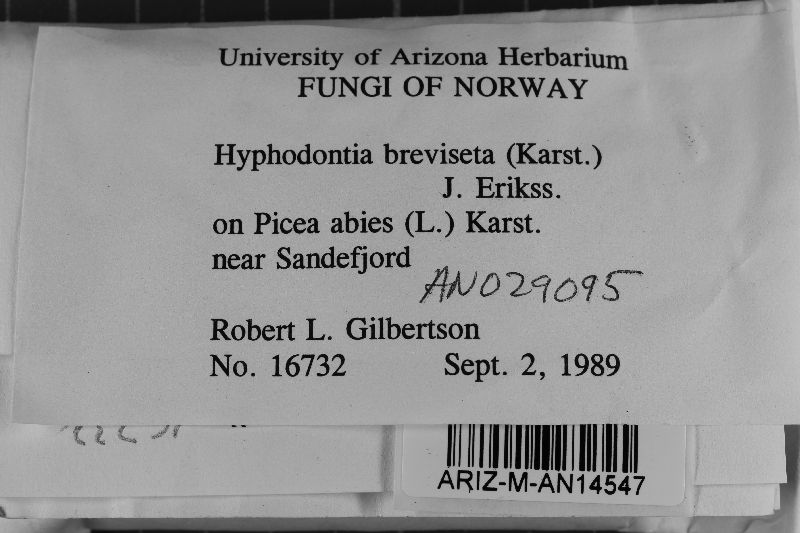 University of Arizona Herbarium
FUNGI OF NORWAY
Hyphodontia breviseta (Karst.)
J. Erikss.
on Picea abies (L.) Karst.
near Sandefjord
AN029095
Robert L. Gilbertson
No. 16732 Sept. 2, 1989
ARIZ-M-AN14547